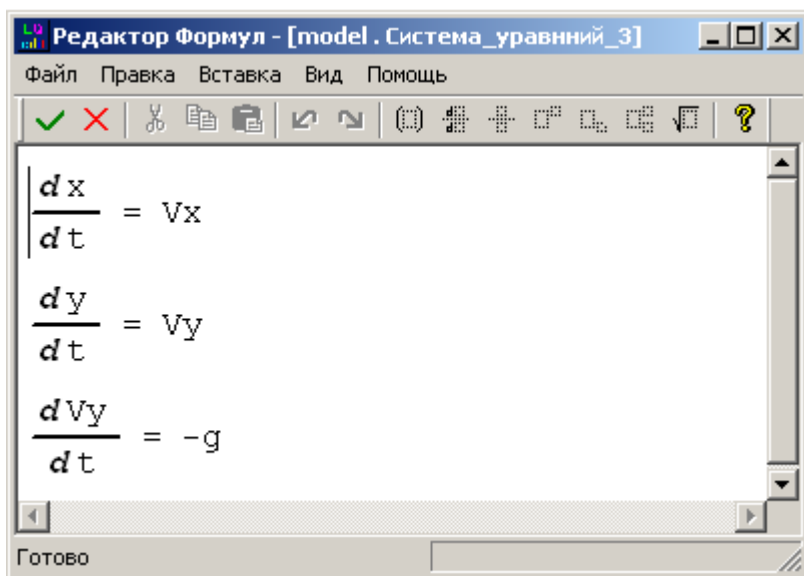 Редактор Формул - [model . Система_уравнний_3]
Файл Правка Вставка Вид Помощь
dx/dt = Vx
dy/dt = Vy
dVy/dt = -g
Готово